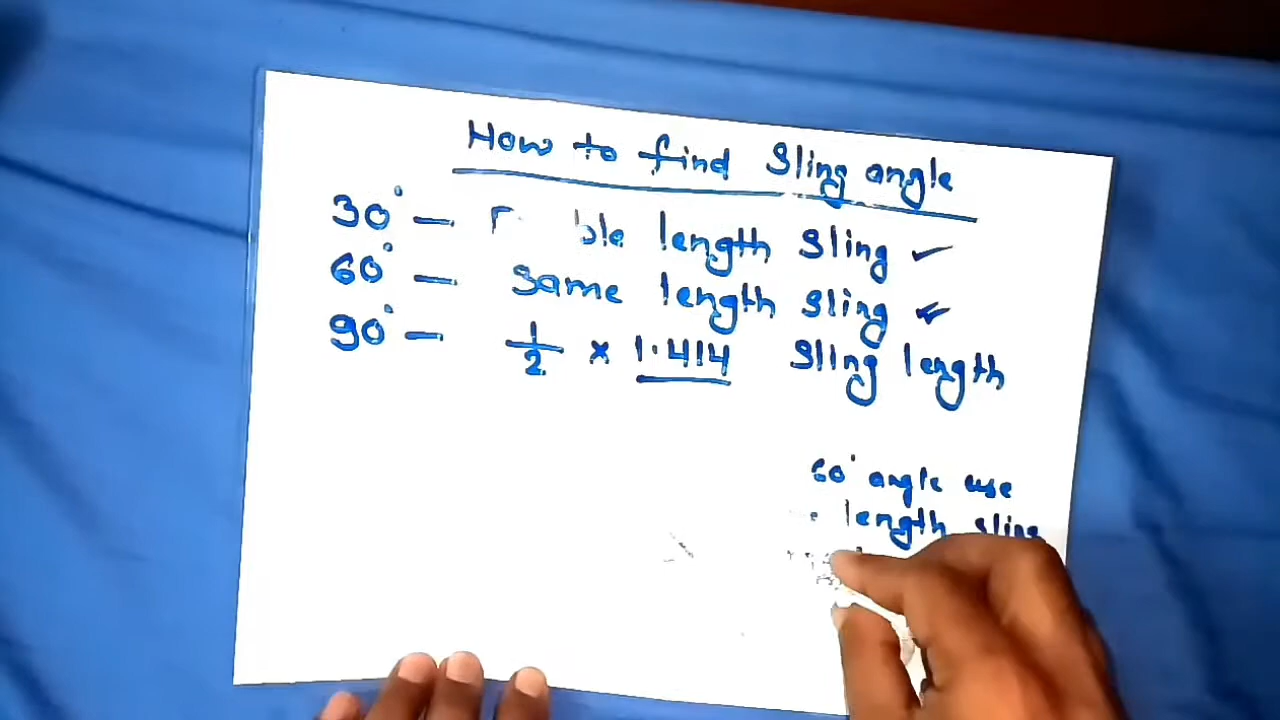 How to find Sling angle
30° — ble length sling ✓
60° — Same length sling ✓
90° — 1/2 × 1.414 Sling length
60° angle use
length sling